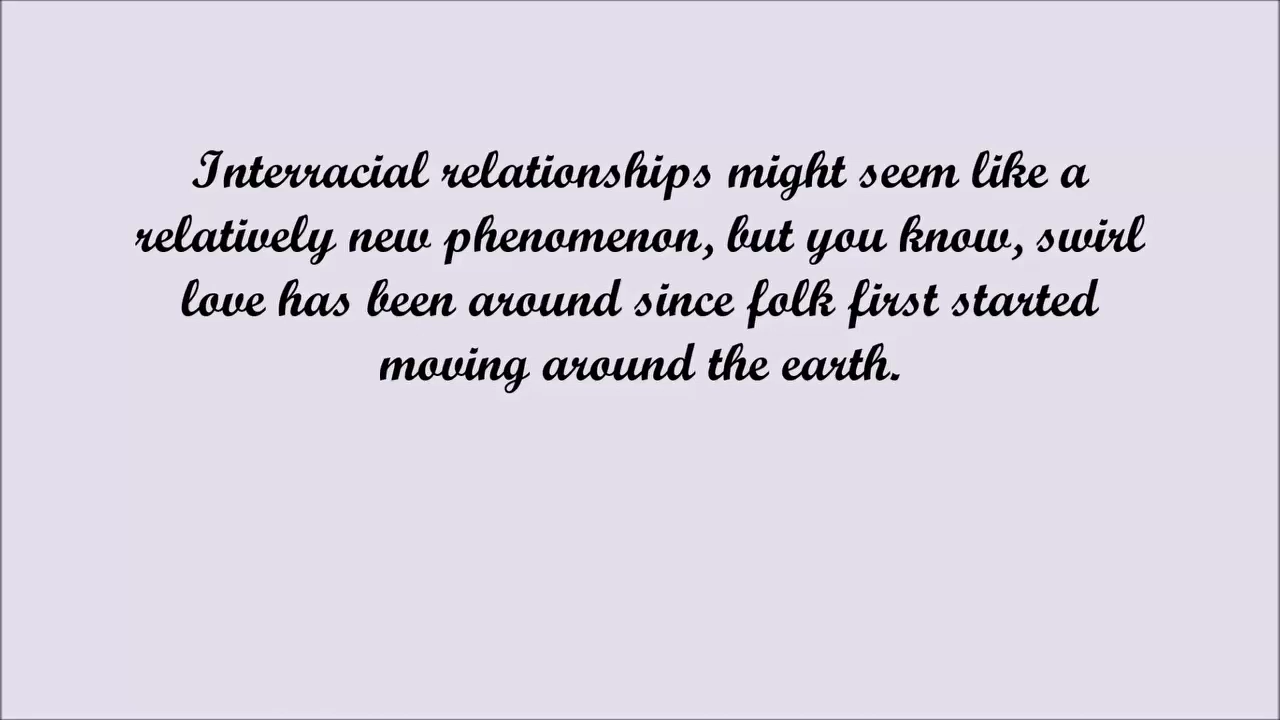 Interracial relationships might seem like a
relatively new phenomenon, but you know, swirl
love has been around since folk first started
moving around the earth.